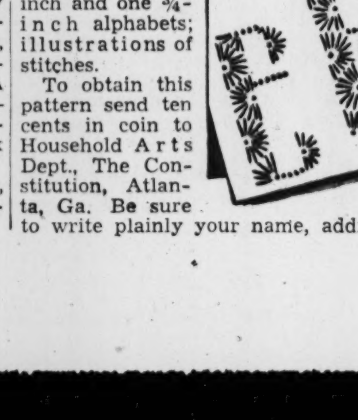 inch and one ¾-
inch alphabets;
illustrations of
stitches.
To obtain this
pattern send ten
cents in coin to
Household Arts
Dept., The Con-
stitution, Atlan-
ta, Ga. Be sure
to write plainly your name, add